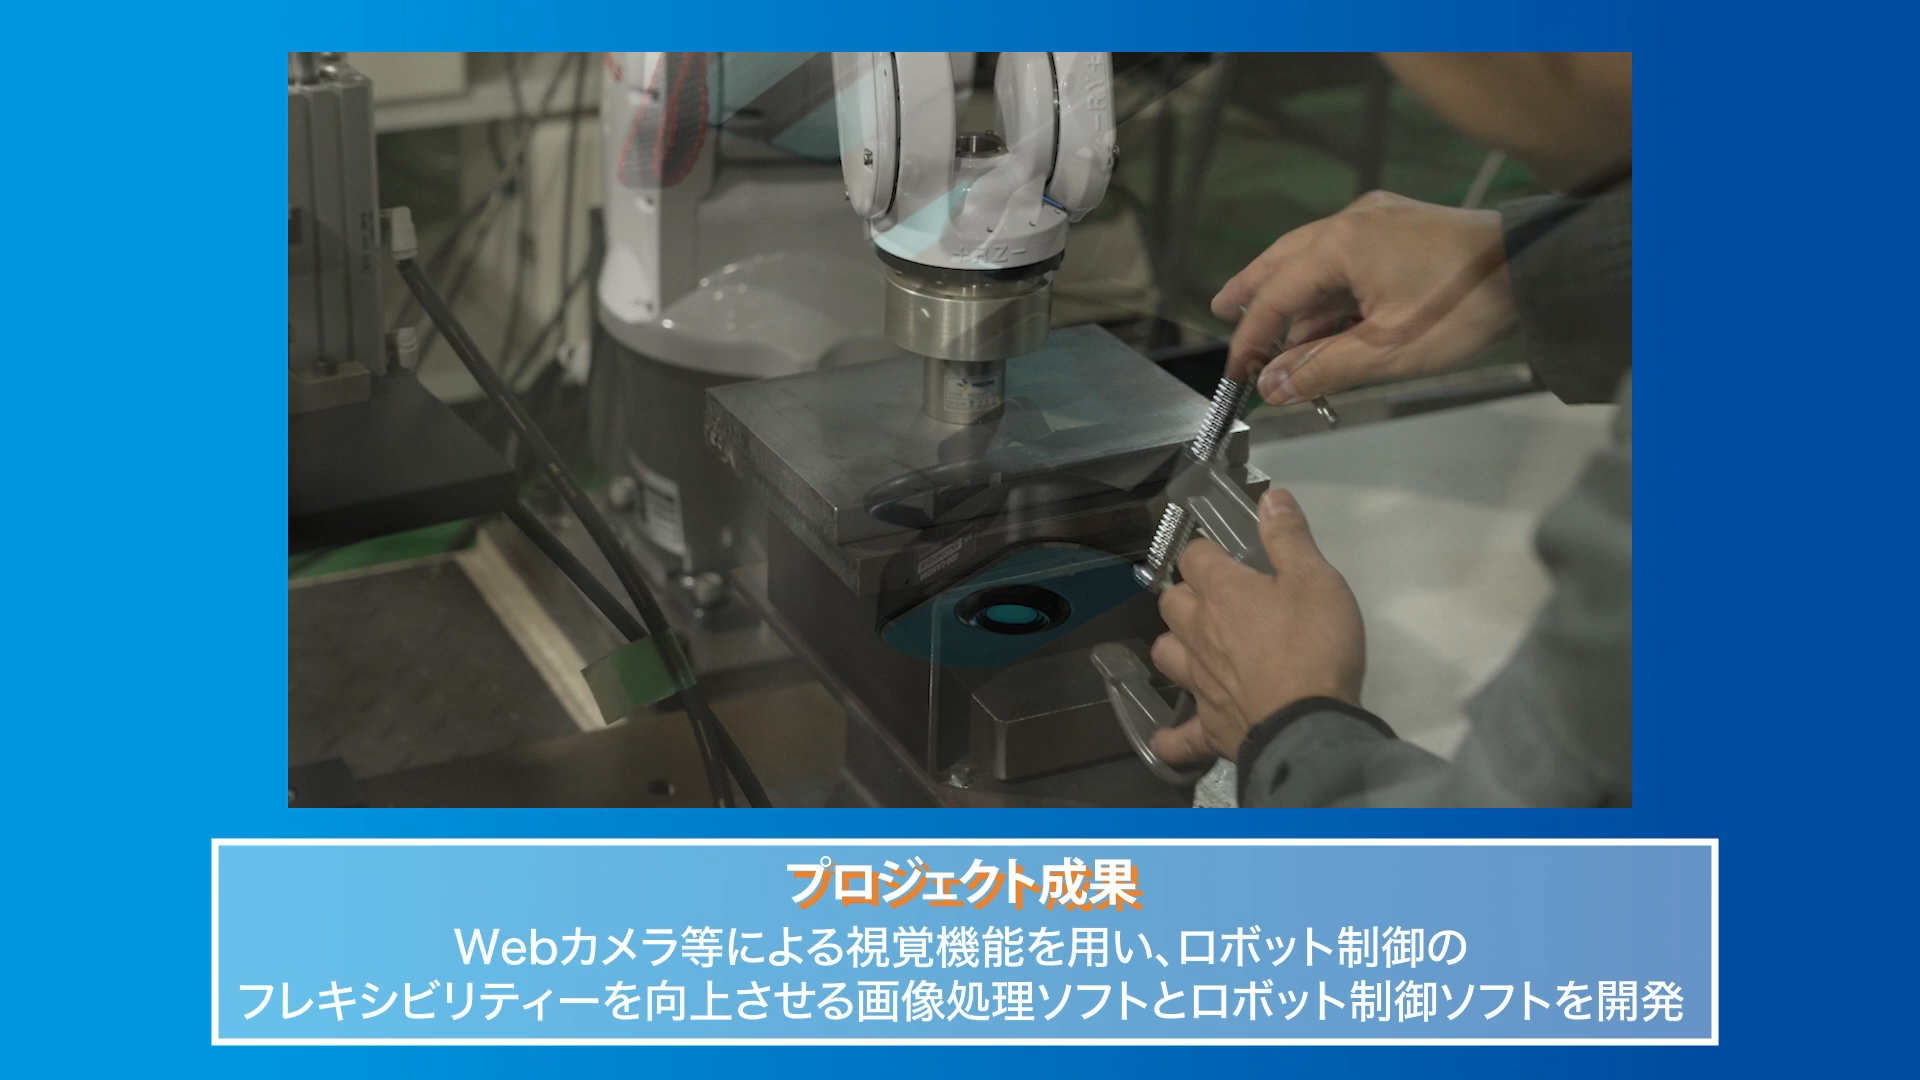 プロジェクト成果
Webカメラ等による視覚機能を用い、ロボット制御の
フレキシビリティーを向上させる画像処理ソフトとロボット制御ソフトを開発